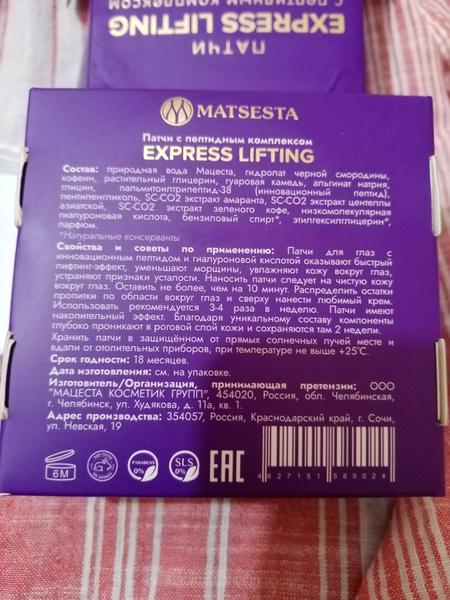 ПАТЧИ
С ПЕПТИДНЫМ КОМПЛЕКСОМ
EXPRESS LIFTING
MATSESTA
Патчи с пептидным комплексом
EXPRESS LIFTING
Состав: природная вода Мацеста, гидролат черной смородины,
кофеин, растительный глицерин, гуаровая камедь, альгинат натрия,
глицин, пальмитоилтрипептид-38 (инновационный пептид),
пентиленгликоль, SC-CO2 экстракт амаранта, SC-CO2 экстракт центеллы
азиатской, SC-CO2 экстракт зеленого кофе, низкомолекулярная
гиалуроновая кислота, бензиловый спирт*, этилгексилглицерин*,
парфюм.
*Натуральные консерванты
Свойства и советы по применению: Патчи для глаз с
инновационным пептидом и гиалуроновой кислотой оказывают быстрый
лифтинг-эффект, уменьшают морщины, увлажняют кожу вокруг глаз,
устраняют признаки усталости. Наносить патчи следует на чистую кожу
вокруг глаз. Оставить не более, чем на 10 минут. Распределить остатки
пропитки по области вокруг глаз и сверху нанести любимый крем.
Использовать рекомендуется 3-4 раза в неделю. Патчи имеют
накопительный эффект. Благодаря уникальному составу компоненты
глубоко проникают в роговой слой кожи и сохраняются там 2 недели.
Хранить патчи в защищённом от прямых солнечных лучей месте и
вдали от отопительных приборов, при температуре не выше +25°C.
Срок годности: 18 месяцев.
Дата изготовления: см. на упаковке.
Изготовитель/Организация, принимающая претензии: ООО
"МАЦЕСТА КОСМЕТИК ГРУПП", 454020, Россия, обл. Челябинская,
г. Челябинск, ул. Худякова, д. 11а, кв. 1.
Адрес производства: 354057, Россия, Краснодарский край, г. Сочи,
ул. Невская, 19
6M
PARABENS
0%
SLS
0%
EAC
4627151 585024